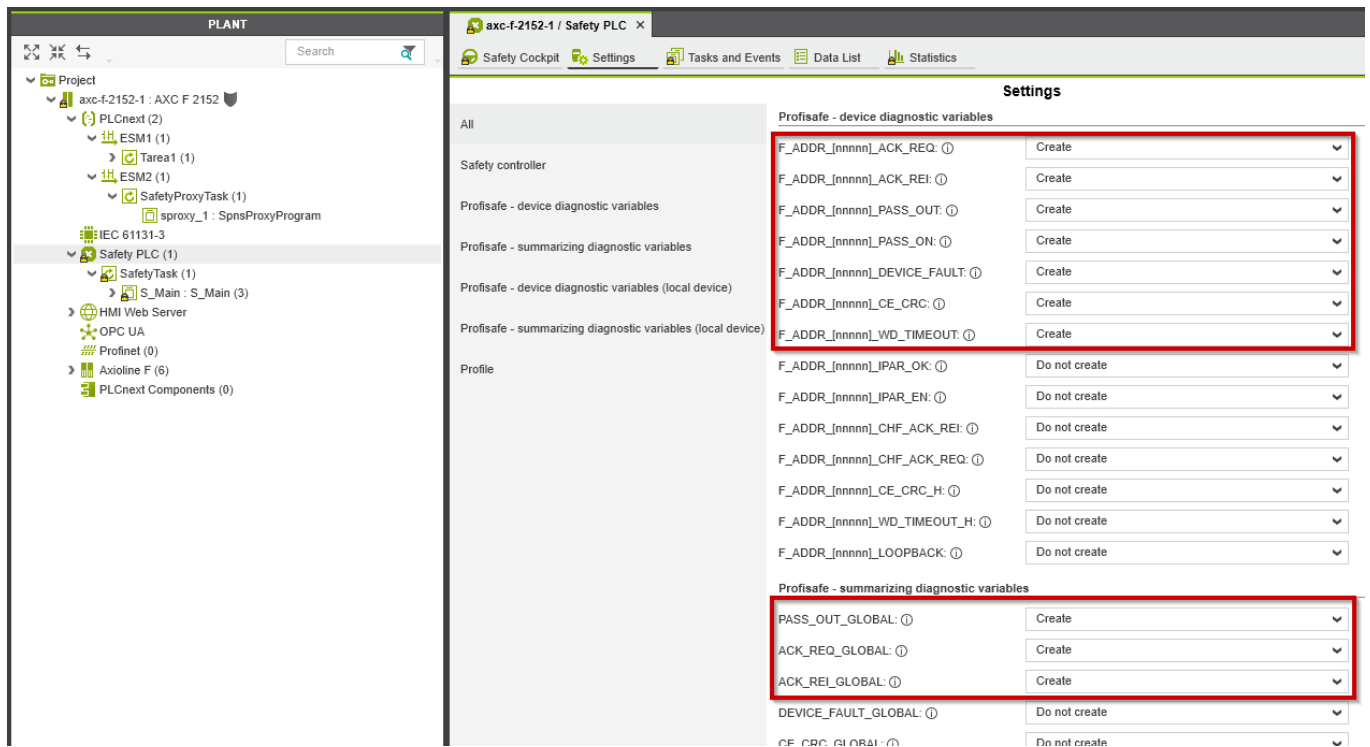 PLANT
Search
Project
axc-f-2152-1 : AXC F 2152
PLCnext (2)
ESM1 (1)
Tarea1 (1)
ESM2 (1)
SafetyProxyTask (1)
sproxy_1 : SpnsProxyProgram
IEC 61131-3
Safety PLC (1)
SafetyTask (1)
S_Main : S_Main (3)
HMI Web Server
OPC UA
Profinet (0)
Axioline F (6)
PLCnext Components (0)
axc-f-2152-1 / Safety PLC
Safety Cockpit Settings Tasks and Events Data List Statistics
Settings
All
Safety controller
Profisafe - device diagnostic variables
Profisafe - summarizing diagnostic variables
Profisafe - device diagnostic variables (local device)
Profisafe - summarizing diagnostic variables (local device)
Profile
Profisafe - device diagnostic variables
F_ADDR_[nnnnn]_ACK_REQ: Create
F_ADDR_[nnnnn]_ACK_REI: Create
F_ADDR_[nnnnn]_PASS_OUT: Create
F_ADDR_[nnnnn]_PASS_ON: Create
F_ADDR_[nnnnn]_DEVICE_FAULT: Create
F_ADDR_[nnnnn]_CE_CRC: Create
F_ADDR_[nnnnn]_WD_TIMEOUT: Create
F_ADDR_[nnnnn]_IPAR_OK: Do not create
F_ADDR_[nnnnn]_IPAR_EN: Do not create
F_ADDR_[nnnnn]_CHF_ACK_REI: Do not create
F_ADDR_[nnnnn]_CHF_ACK_REQ: Do not create
F_ADDR_[nnnnn]_CE_CRC_H: Do not create
F_ADDR_[nnnnn]_WD_TIMEOUT_H: Do not create
F_ADDR_[nnnnn]_LOOPBACK: Do not create
Profisafe - summarizing diagnostic variables
PASS_OUT_GLOBAL: Create
ACK_REQ_GLOBAL: Create
ACK_REI_GLOBAL: Create
DEVICE_FAULT_GLOBAL: Do not create
CE_CRC_GLOBAL: Do not create